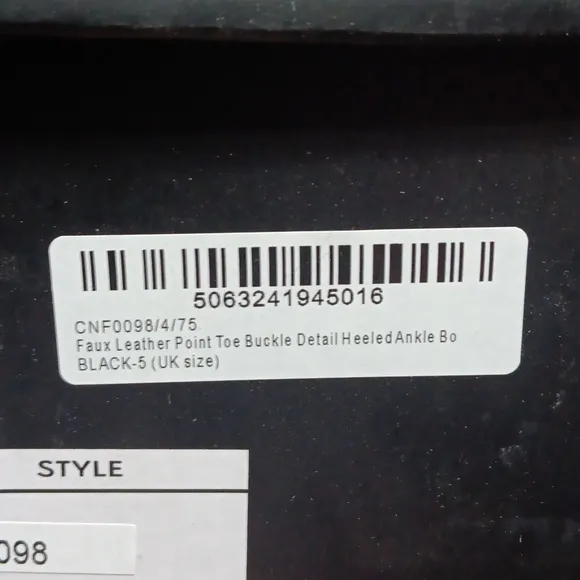 5063241945016
CNF0098/4/75
Faux Leather Point Toe Buckle Detail Heeled Ankle Bo
BLACK-5 (UK size)
STYLE
098